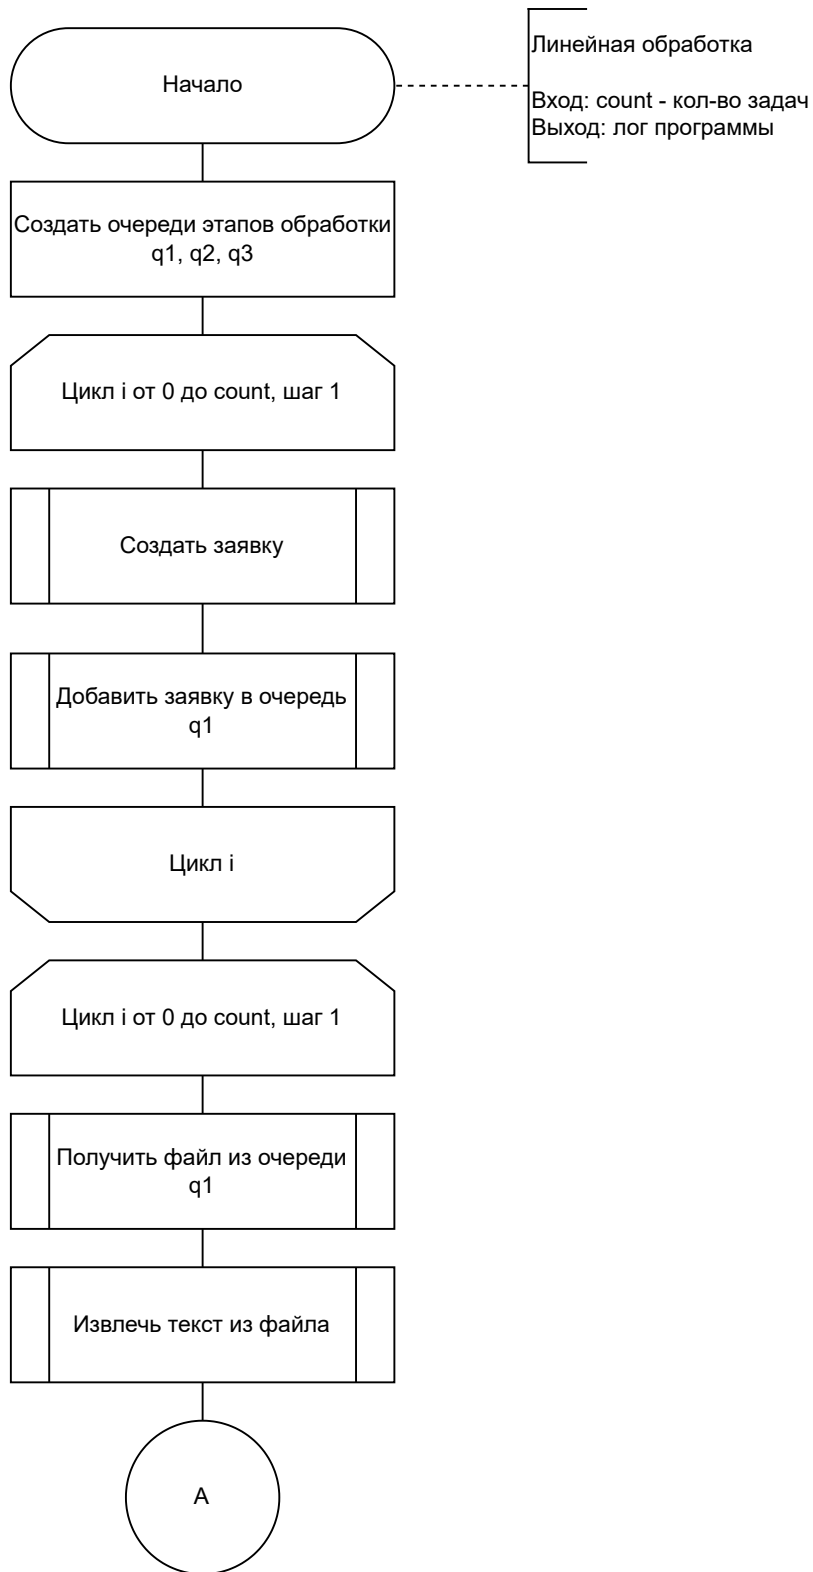 Начало
Линейная обработка
Вход: count - кол-во задач
Выход: лог программы
Создать очереди этапов обработки
q1, q2, q3
Цикл i от 0 до count, шаг 1
Создать заявку
Добавить заявку в очередь
q1
Цикл i
Цикл i от 0 до count, шаг 1
Получить файл из очереди
q1
Извлечь текст из файла
А